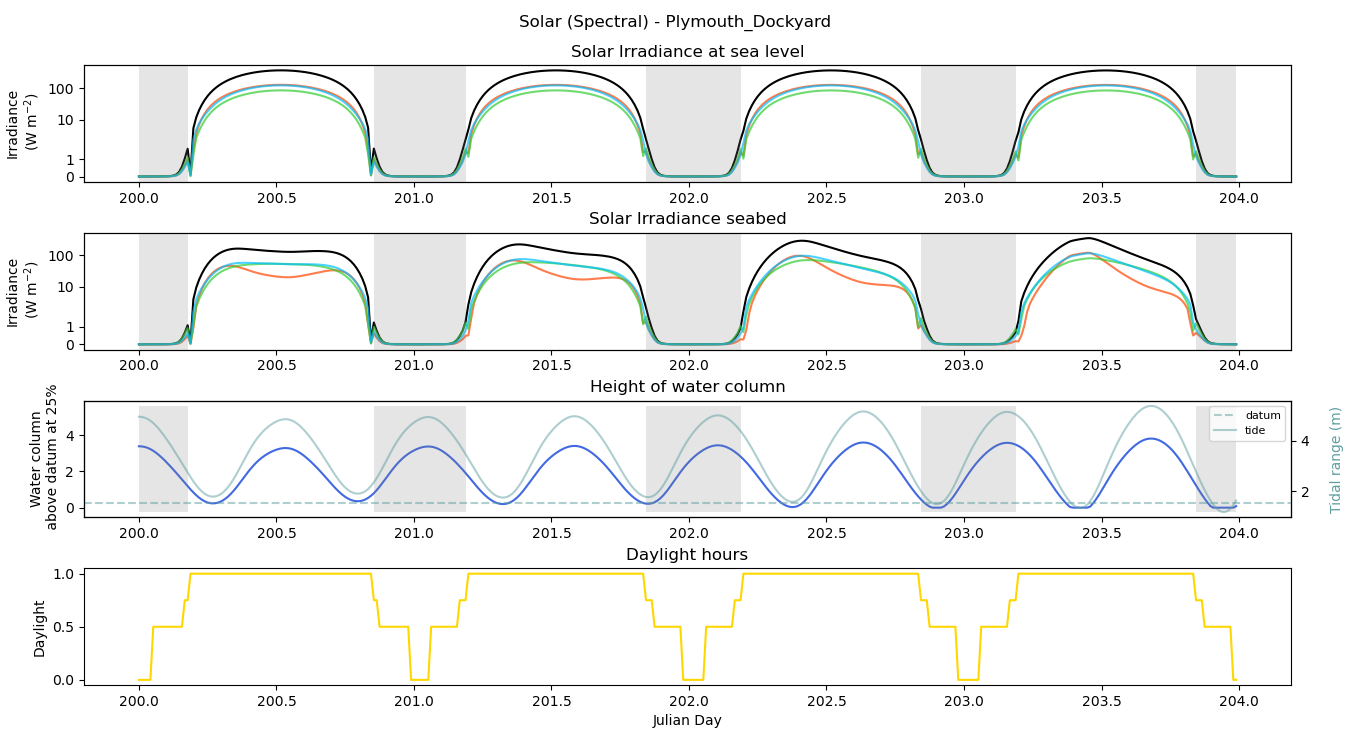 Solar (Spectral) - Plymouth_Dockyard
Solar Irradiance at sea level
Irradiance
(W m⁻²)
100
10
1
0
200.0 200.5 201.0 201.5 202.0 202.5 203.0 203.5 204.0
Solar Irradiance seabed
Irradiance
(W m⁻²)
100
10
1
0
200.0 200.5 201.0 201.5 202.0 202.5 203.0 203.5 204.0
Height of water column
Water column
above datum at 25%
4
2
0
datum
tide
4
2
Tidal range (m)
200.0 200.5 201.0 201.5 202.0 202.5 203.0 203.5 204.0
Daylight hours
Daylight
1.0
0.5
0.0
200.0 200.5 201.0 201.5 202.0 202.5 203.0 203.5 204.0
Julian Day